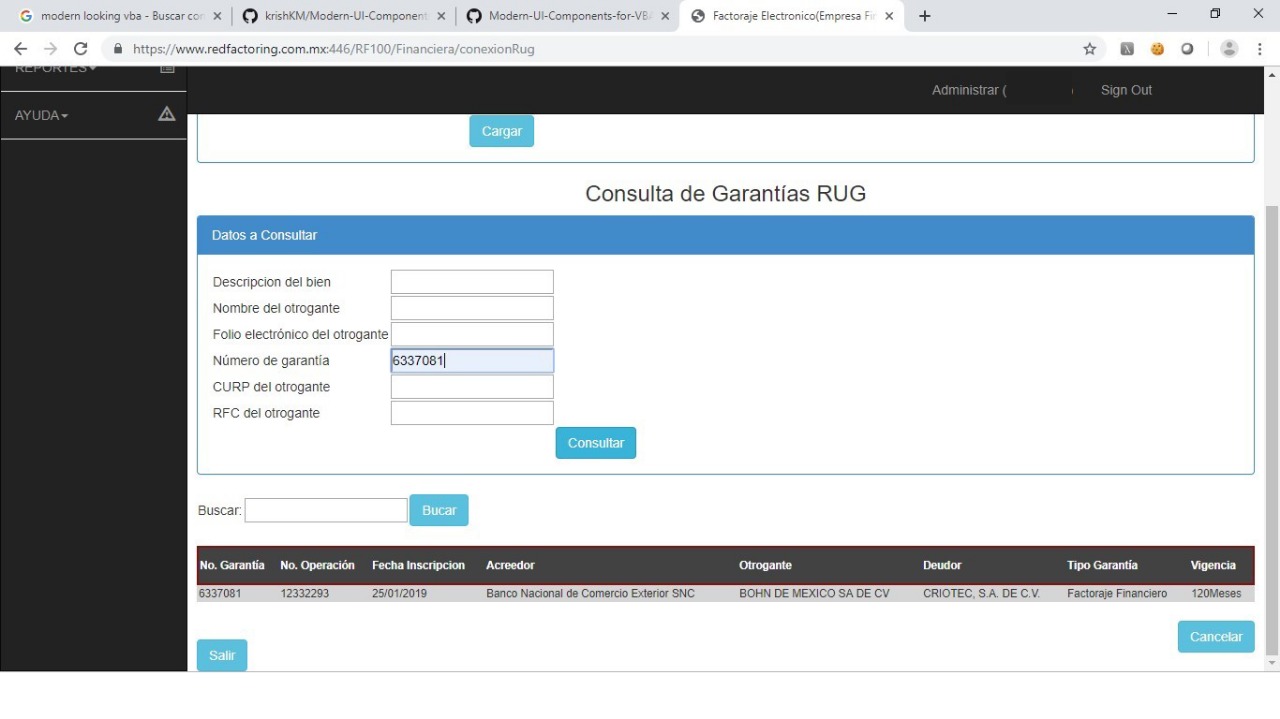 modern looking vba - Buscar con
krishKM/Modern-UI-Component
Modern-UI-Components-for-VBA
Factoraje Electronico(Empresa Fin
https://www.redfactoring.com.mx:446/RF100/Financiera/conexionRug
REPORTES
Administrar (
Sign Out
AYUDA
Cargar
Consulta de Garantías RUG
Datos a Consultar
Descripcion del bien
Nombre del otrogante
Folio electrónico del otrogante
Número de garantía 6337081
CURP del otrogante
RFC del otrogante
Consultar
Buscar: Bucar
No. Garantía No. Operación Fecha Inscripcion Acreedor Otrogante Deudor Tipo Garantía Vigencia
6337081 12332293 25/01/2019 Banco Nacional de Comercio Exterior SNC BOHN DE MEXICO SA DE CV CRIOTEC, S.A. DE C.V. Factoraje Financiero 120Meses
Cancelar
Salir